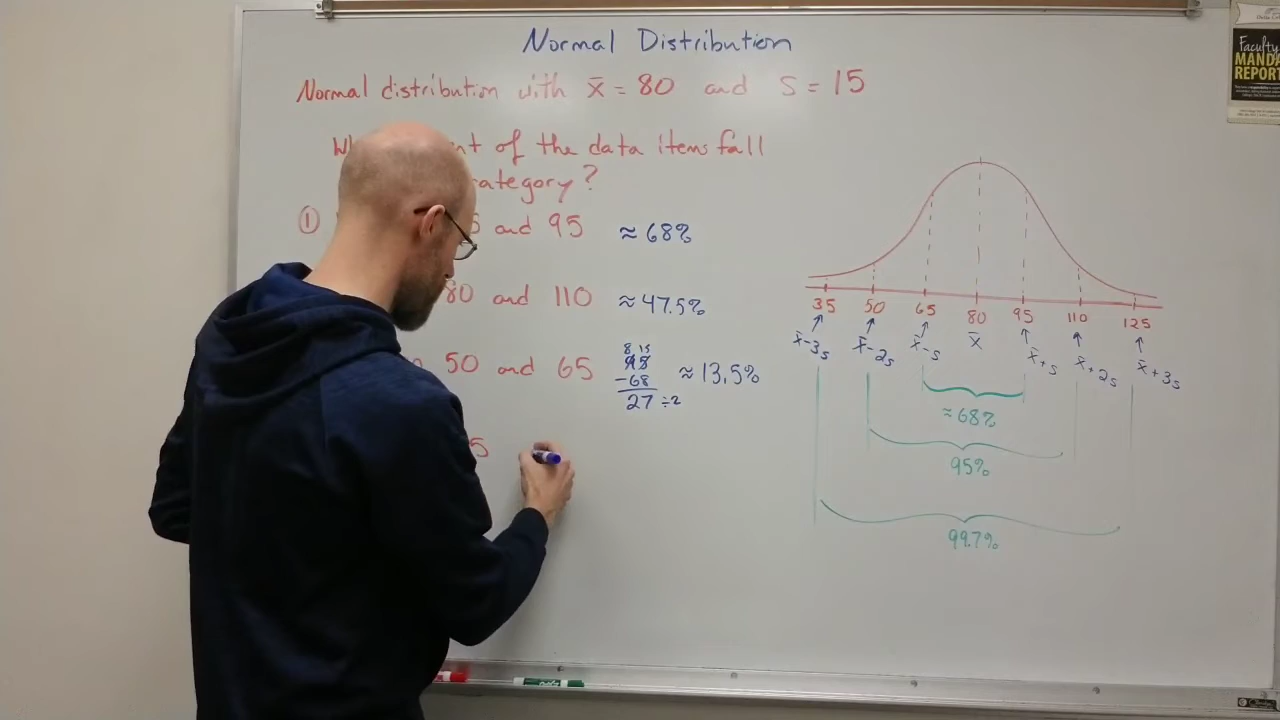 Normal Distribution
Normal distribution with x̄ = 80 and S = 15
of the data items fall
?
① and 95 ≈ 68%
80 and 110 ≈ 47.5%
50 and 65 ≈ 13.5%
8 15
95
-68
27 ÷2
5
35 50 65 80 95 110 125
x̄-3s x̄-2s x̄-s x̄ x̄+s x̄+2s x̄+3s
≈68%
95%
99.7%
Faculty
MANDA
REPORT